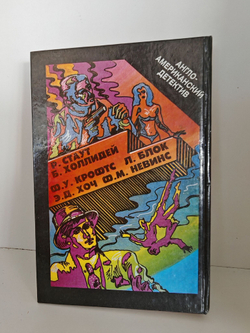 АНГЛО-
АМЕРИКАНСКИЙ
ДЕТЕКТИВ
Р. СТАУТ
Б. ХОЛЛИДЕЙ
Ф. У. КРОФТС Л. БЛОК
Э. Д. ХОЧ Ф. М. НЕВИНС